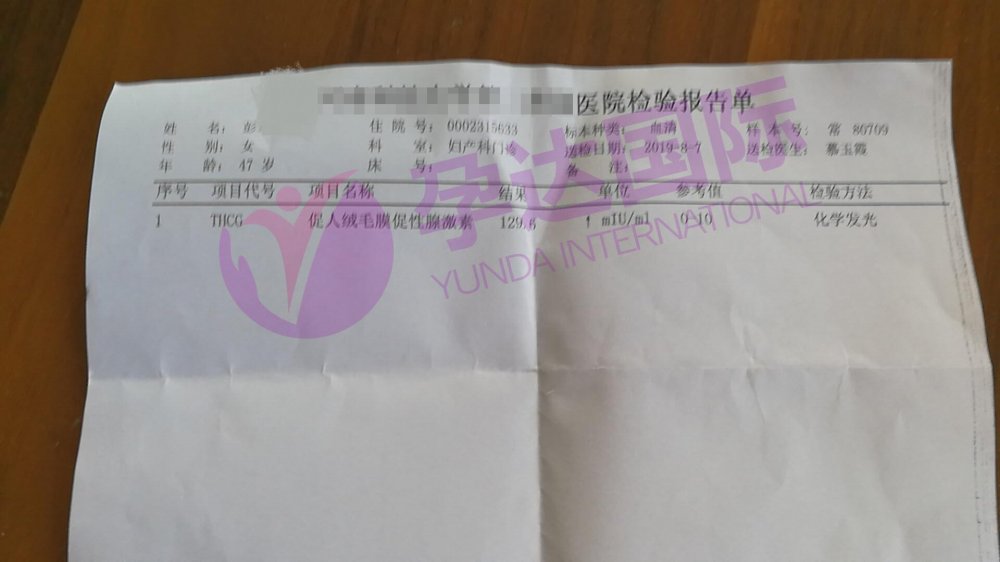 医院检验报告单
姓 名: 彭 住 院 号: 0002315633 标本种类: 血清 样 本 号: 常 80709
性 别: 女 科 室: 妇产科门诊 送检日期: 2019-8-7 送检医生: 慕玉霞
年 龄: 47 岁 床 号: 备 注:
序号 项目代号 项目名称 结果 单位 参考值 检验方法
1 THCG 促人绒毛膜促性腺激素 129.6 ↑ mIU/ml 0-10 化学发光
孕达国际
YUNDA INTERNATIONAL